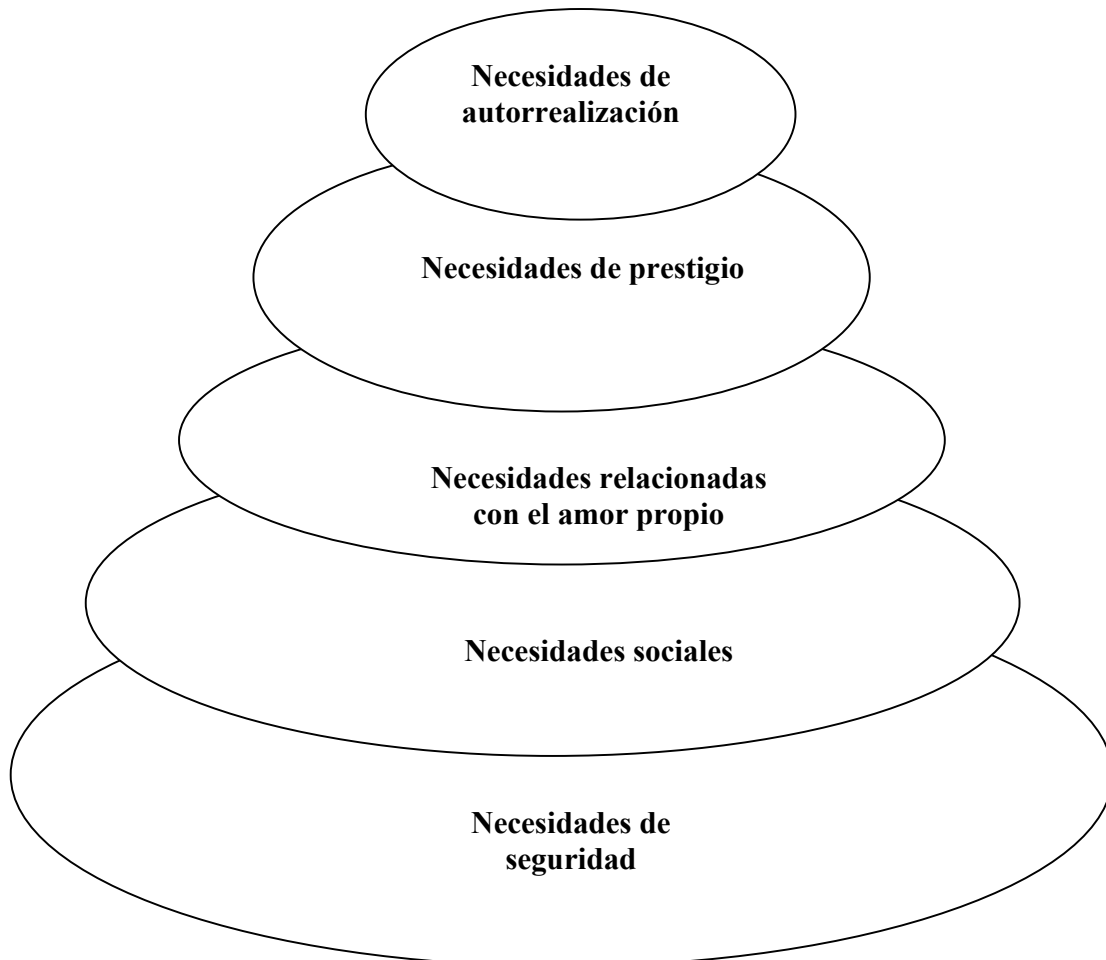 Necesidades de
autorrealización
Necesidades de prestigio
Necesidades relacionadas
con el amor propio
Necesidades sociales
Necesidades de
seguridad